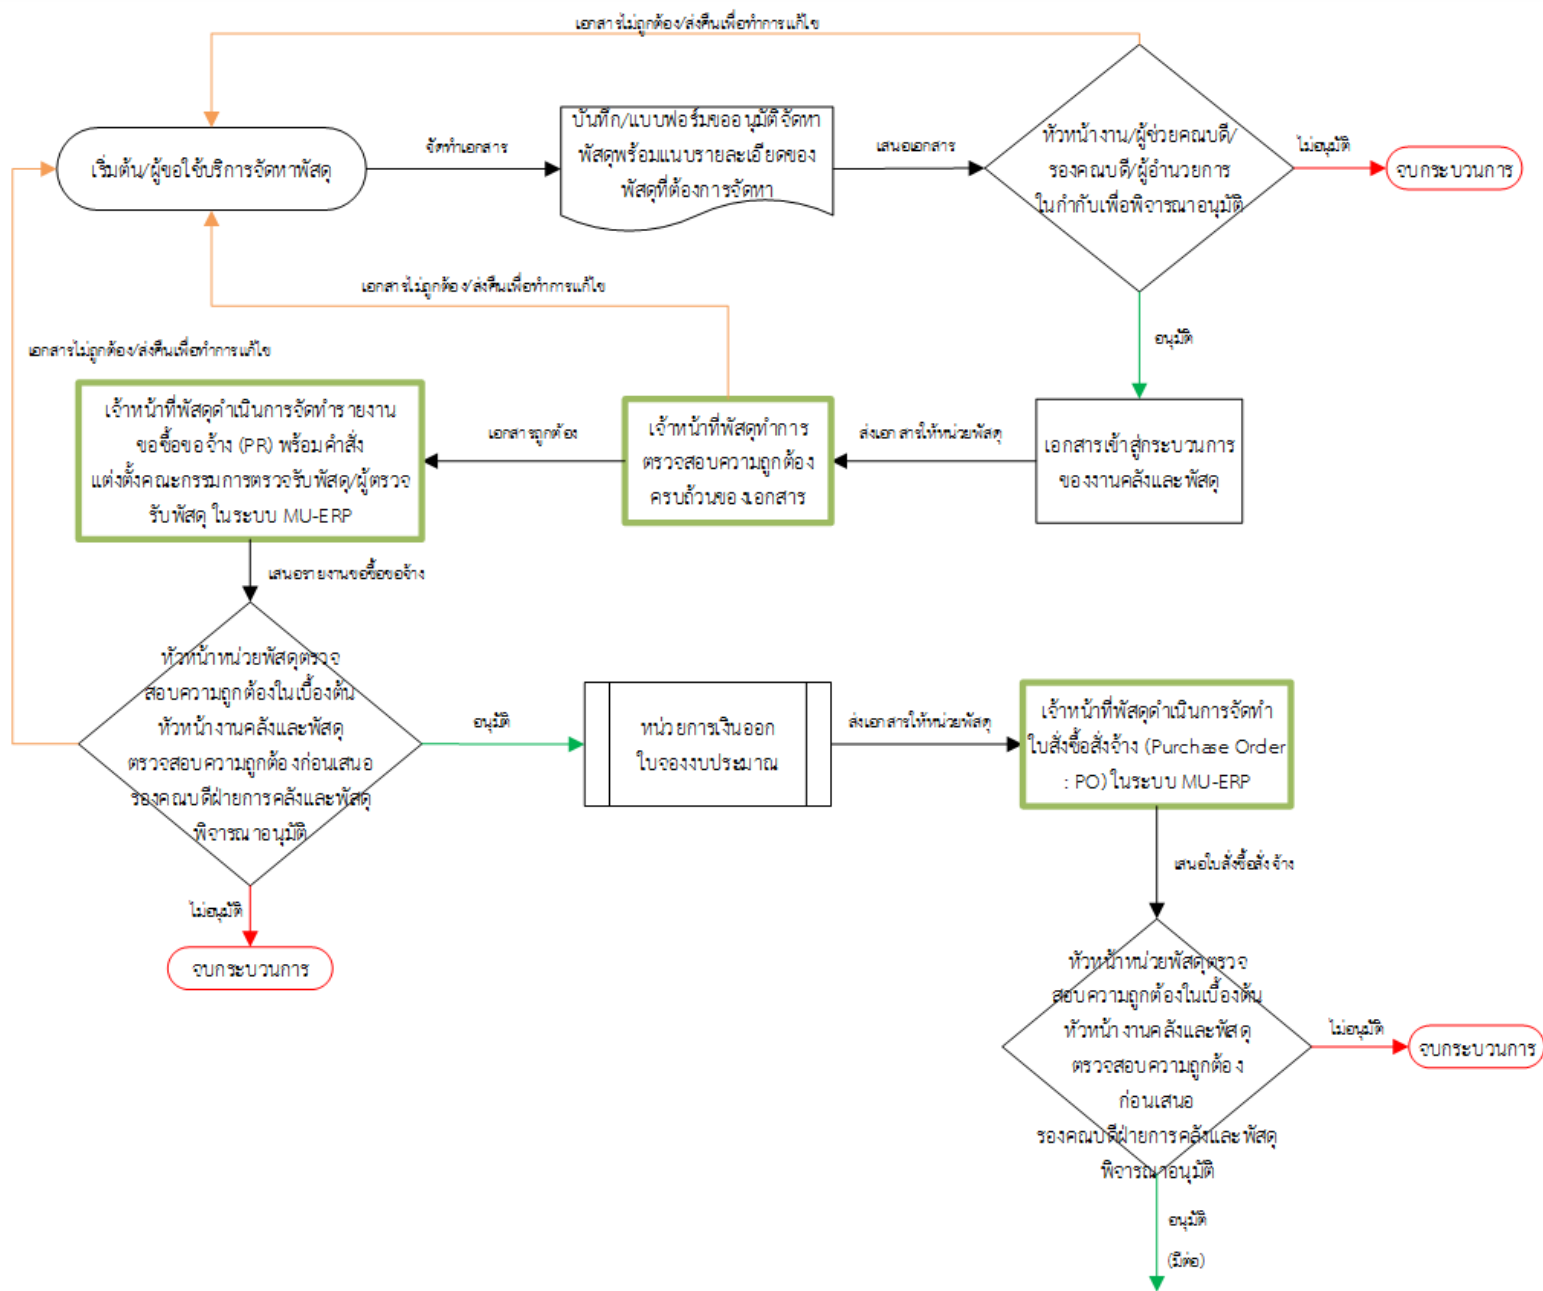 เอกสารไม่ถูกต้อง/ส่งคืนเพื่อทำการแก้ไข
เริ่มต้น/ผู้ขอใช้บริการจัดหาพัสดุ
จัดทำเอกสาร
บันทึก/แบบฟอร์มขออนุมัติจัดหา
พัสดุพร้อมแนบรายละเอียดของ
พัสดุที่ต้องการจัดหา
เสนอเอกสาร
หัวหน้างาน/ผู้ช่วยคณบดี/
รองคณบดี/ผู้อำนวยการ
ในกำกับเพื่อพิจารณาอนุมัติ
ไม่อนุมัติ
จบกระบวนการ
เอกสารไม่ถูกต้อง/ส่งคืนเพื่อทำการแก้ไข
อนุมัติ
เอกสารไม่ถูกต้อง/ส่งคืนเพื่อทำการแก้ไข
เอกสารเข้าสู่กระบวนการ
ของงานคลังและพัสดุ
ส่งเอกสารให้หน่วยพัสดุ
เจ้าหน้าที่พัสดุทำการ
ตรวจสอบความถูกต้อง
ครบถ้วนของเอกสาร
เอกสารถูกต้อง
เจ้าหน้าที่พัสดุดำเนินการจัดทำรายงาน
ขอซื้อขอจ้าง (PR) พร้อมคำสั่ง
แต่งตั้งคณะกรรมการตรวจรับพัสดุ/ผู้ตรวจ
รับพัสดุ ในระบบ MU-ERP
เสนอรายงานขอซื้อขอจ้าง
หัวหน้าหน่วยพัสดุตรวจ
สอบความถูกต้องในเบื้องต้น
หัวหน้างานคลังและพัสดุ
ตรวจสอบความถูกต้องก่อนเสนอ
รองคณบดีฝ่ายการคลังและพัสดุ
พิจารณาอนุมัติ
อนุมัติ
หน่วยการเงินออก
ใบจองงบประมาณ
ส่งเอกสารให้หน่วยพัสดุ
เจ้าหน้าที่พัสดุดำเนินการจัดทำ
ใบสั่งซื้อสั่งจ้าง (Purchase Order
: PO) ในระบบ MU-ERP
เสนอใบสั่งซื้อสั่งจ้าง
ไม่อนุมัติ
จบกระบวนการ
หัวหน้าหน่วยพัสดุตรวจ
สอบความถูกต้องในเบื้องต้น
หัวหน้างานคลังและพัสดุ
ตรวจสอบความถูกต้อง
ก่อนเสนอ
รองคณบดีฝ่ายการคลังและพัสดุ
พิจารณาอนุมัติ
ไม่อนุมัติ
จบกระบวนการ
อนุมัติ
(มีต่อ)